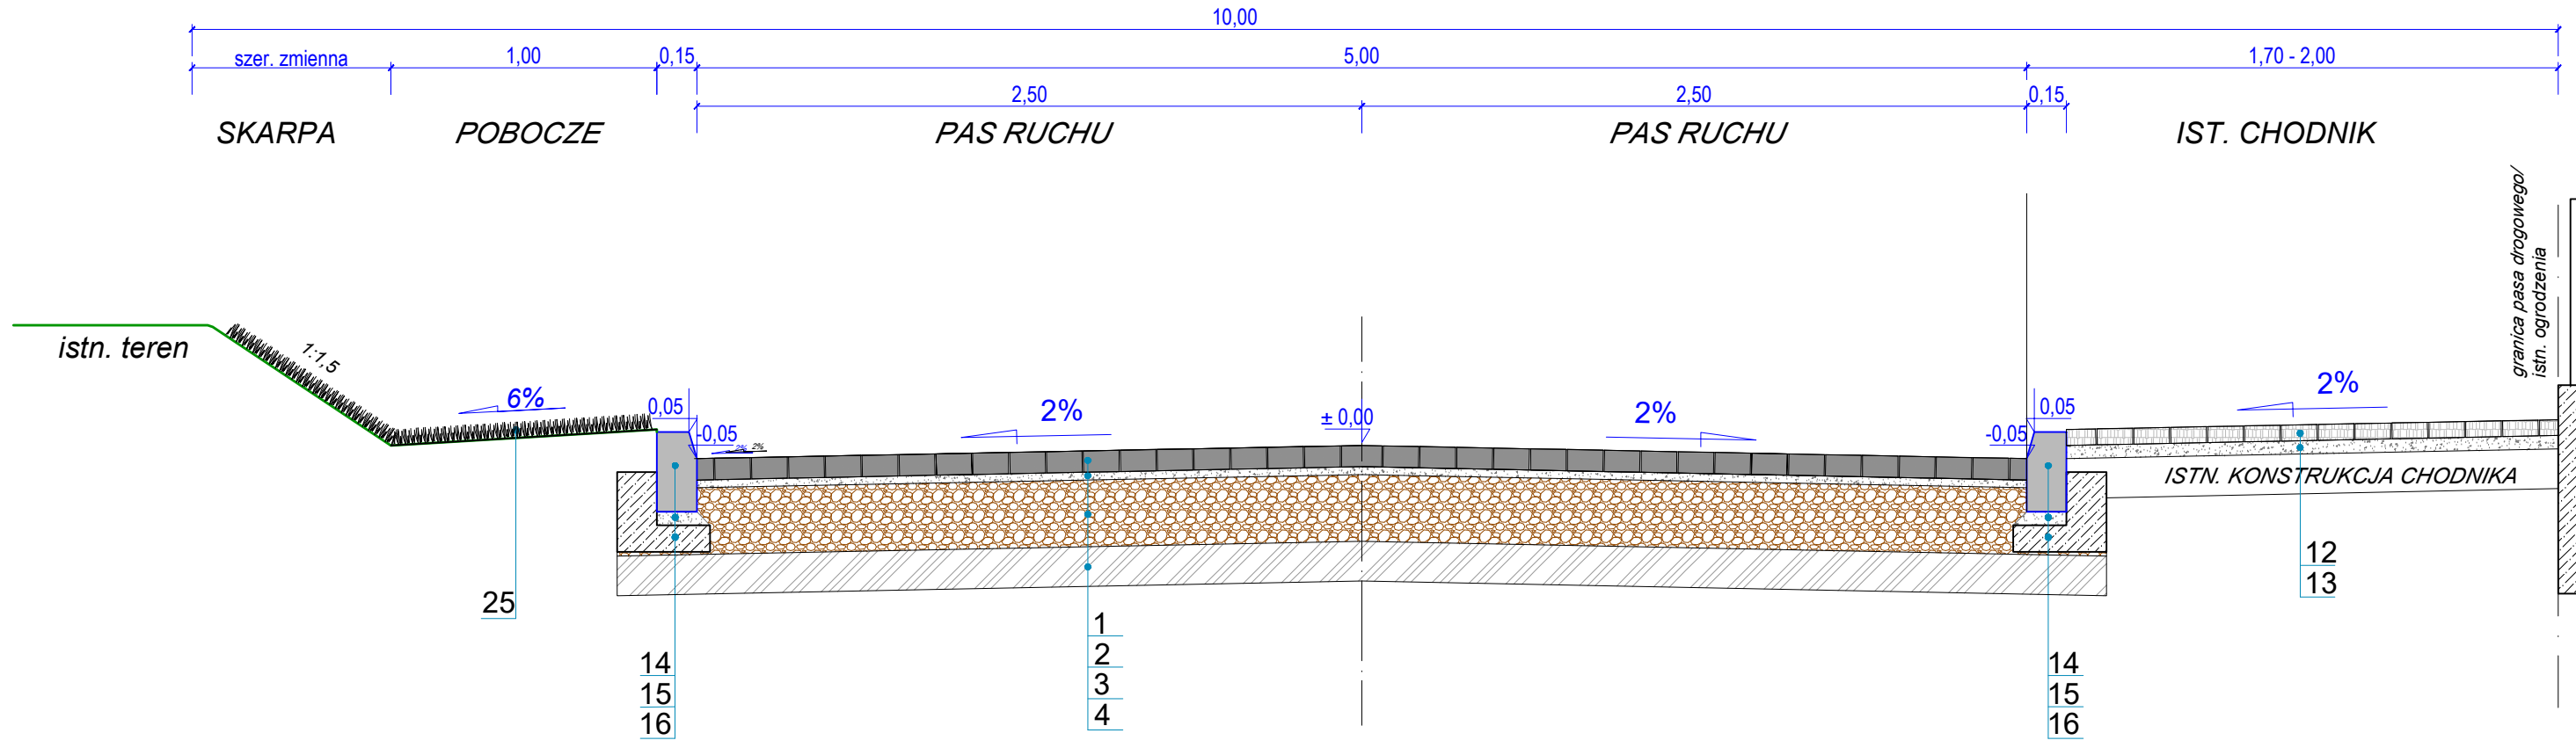 10,00
szer. zmienna
1,00
0,15
5,00
1,70 - 2,00
2,50
2,50
0,15
SKARPA
POBOCZE
PAS RUCHU
PAS RUCHU
IST. CHODNIK
granica pasa drogowego/
istn. ogrodzenia
istn. teren
1:1,5
6%
0,05
-0,05
2%
2%
2%
± 0,00
2%
-0,05
0,05
2%
ISTN. KONSTRUKCJA CHODNIKA
25
14
15
16
1
2
3
4
14
15
16
12
13